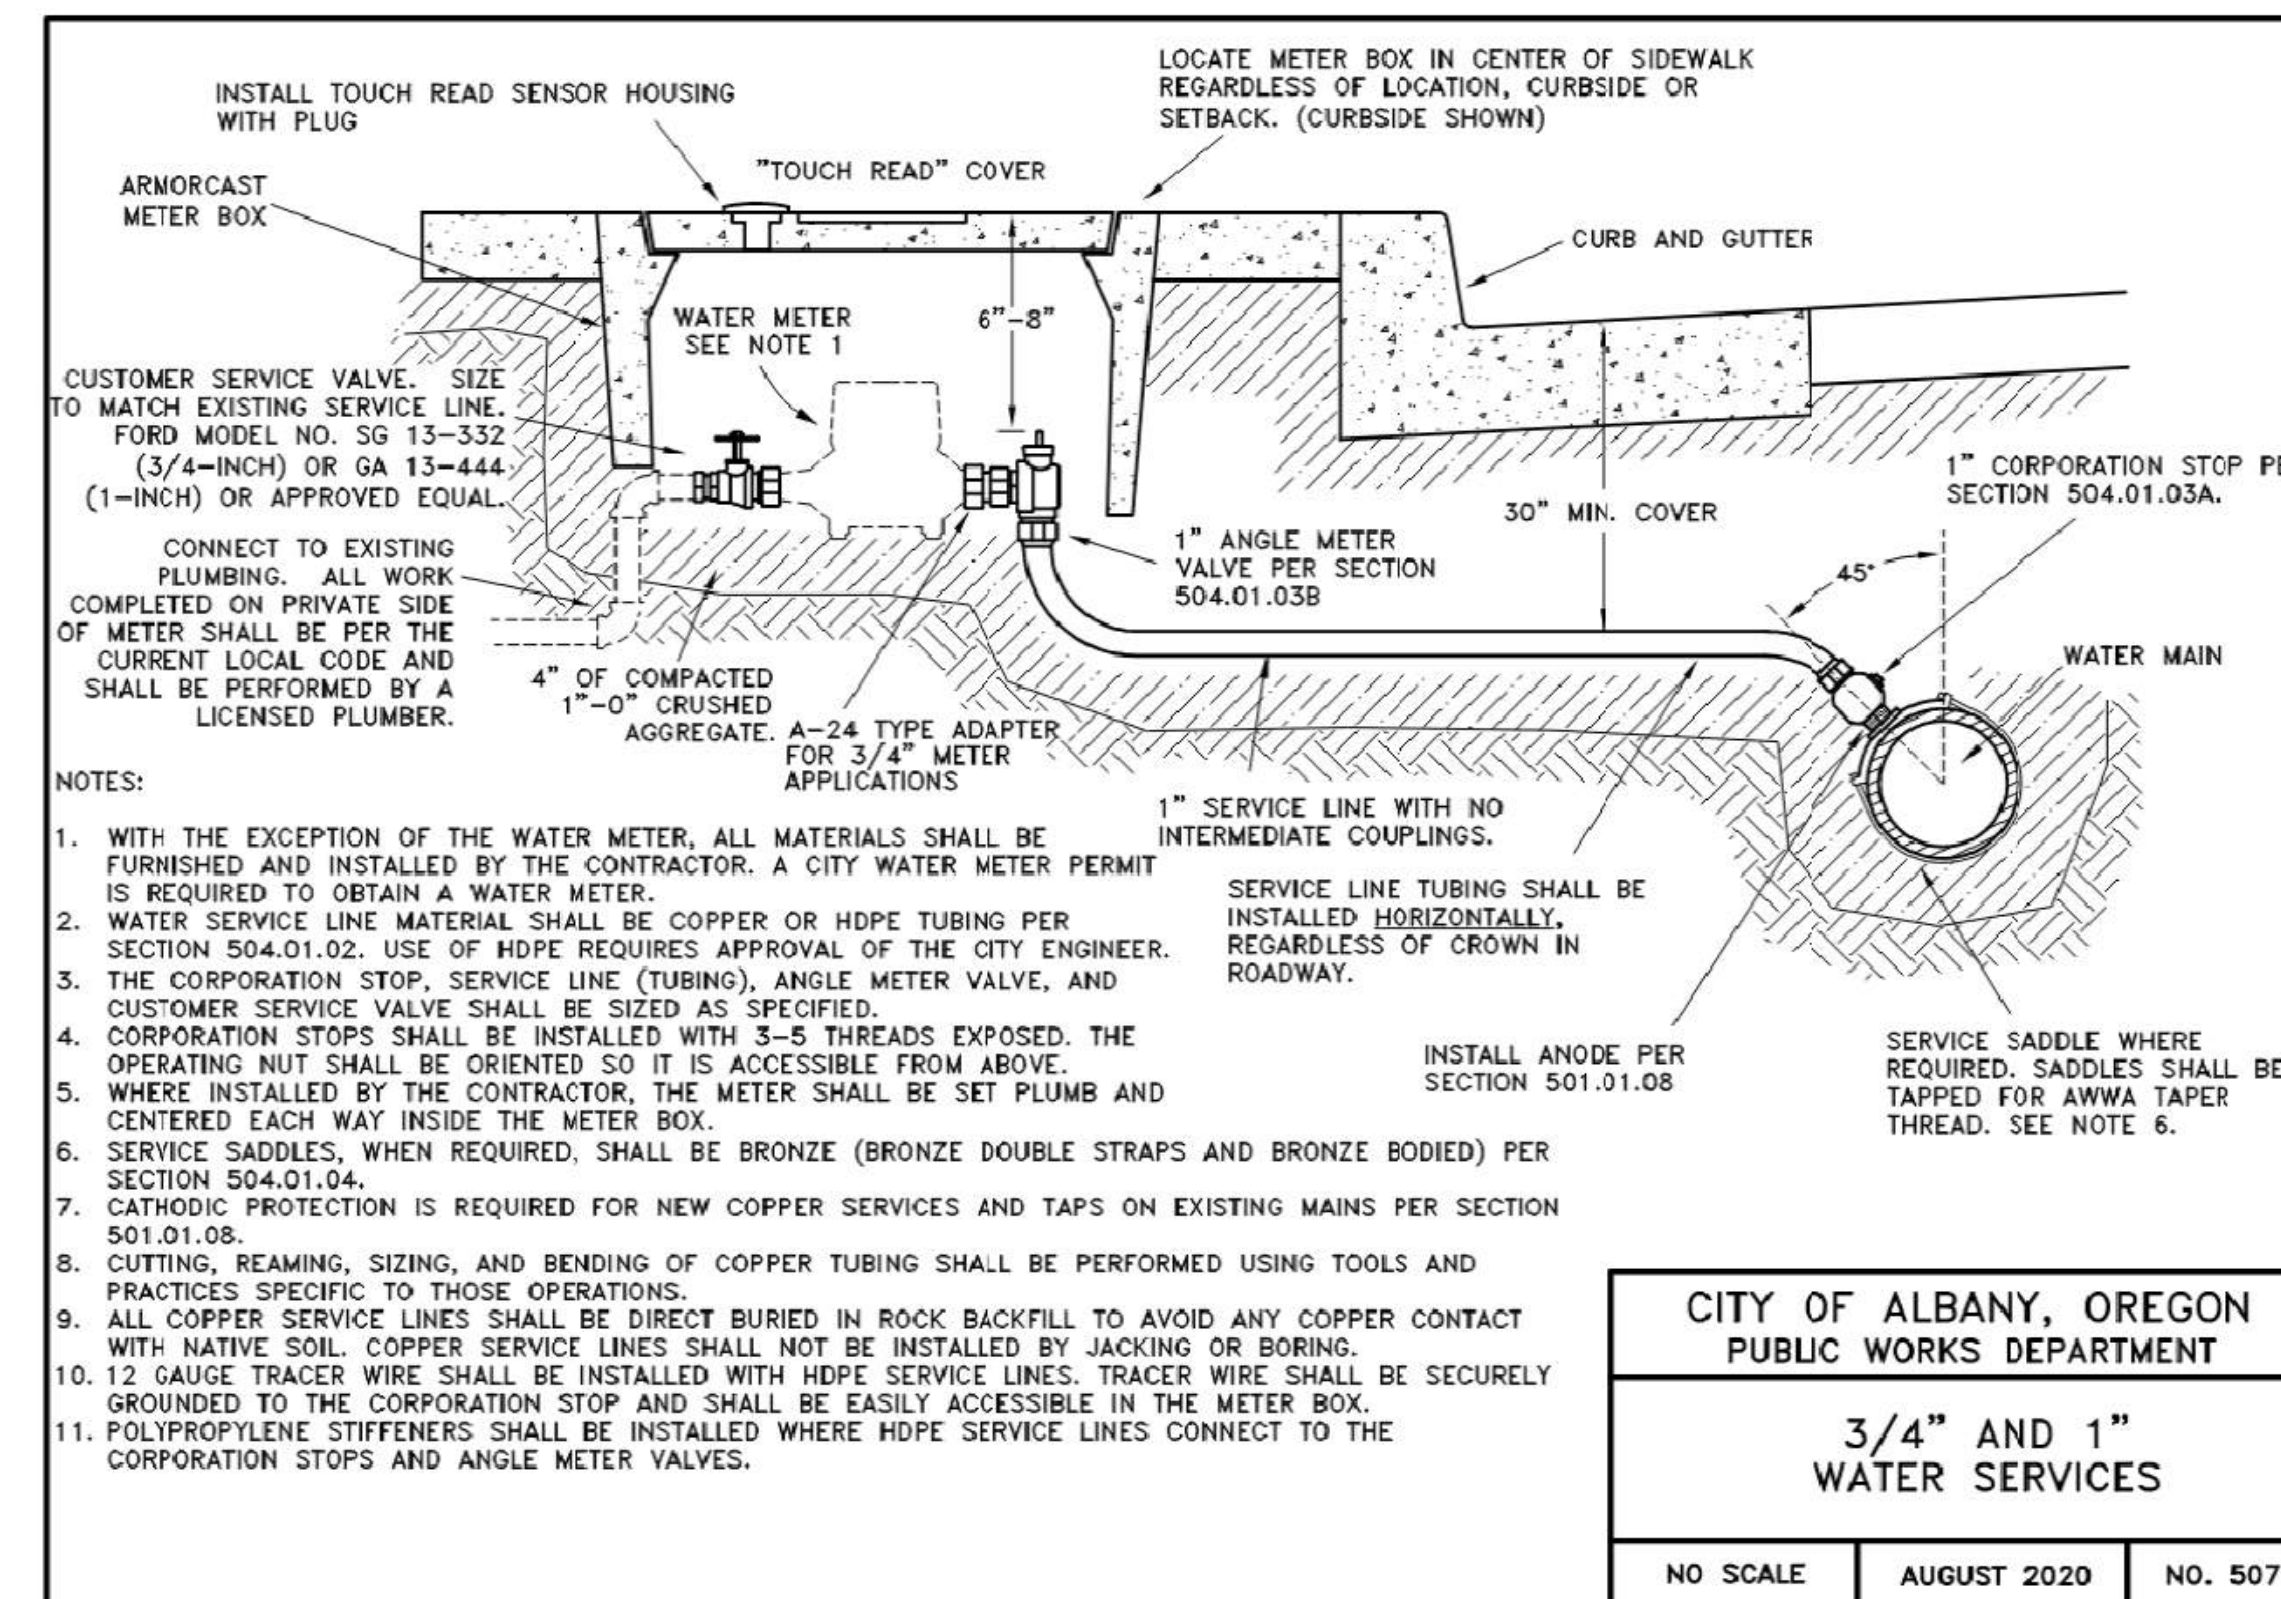 INSTALL TOUCH READ SENSOR HOUSING
WITH PLUG
LOCATE METER BOX IN CENTER OF SIDEWALK
REGARDLESS OF LOCATION, CURBSIDE OR
SETBACK. (CURBSIDE SHOWN)
"TOUCH READ" COVER
ARMORCAST
METER BOX
CURB AND GUTTER
WATER METER
SEE NOTE 1
6"-8"
CUSTOMER SERVICE VALVE. SIZE
TO MATCH EXISTING SERVICE LINE.
FORD MODEL NO. SG 13-332
(3/4-INCH) OR GA 13-444
(1-INCH) OR APPROVED EQUAL.
1" CORPORATION STOP PE
SECTION 504.01.03A.
30" MIN. COVER
CONNECT TO EXISTING
PLUMBING. ALL WORK
COMPLETED ON PRIVATE SIDE
OF METER SHALL BE PER THE
CURRENT LOCAL CODE AND
SHALL BE PERFORMED BY A
LICENSED PLUMBER.
1" ANGLE METER
VALVE PER SECTION
504.01.03B
45°
WATER MAIN
4" OF COMPACTED
1"-0" CRUSHED
AGGREGATE.
A-24 TYPE ADAPTER
FOR 3/4" METER
APPLICATIONS
1" SERVICE LINE WITH NO
INTERMEDIATE COUPLINGS.
SERVICE LINE TUBING SHALL BE
INSTALLED HORIZONTALLY,
REGARDLESS OF CROWN IN
ROADWAY.
INSTALL ANODE PER
SECTION 501.01.08
SERVICE SADDLE WHERE
REQUIRED. SADDLES SHALL BE
TAPPED FOR AWWA TAPER
THREAD. SEE NOTE 6.
NOTES:
1. WITH THE EXCEPTION OF THE WATER METER, ALL MATERIALS SHALL BE
FURNISHED AND INSTALLED BY THE CONTRACTOR. A CITY WATER METER PERMIT
IS REQUIRED TO OBTAIN A WATER METER.
2. WATER SERVICE LINE MATERIAL SHALL BE COPPER OR HDPE TUBING PER
SECTION 504.01.02. USE OF HDPE REQUIRES APPROVAL OF THE CITY ENGINEER.
3. THE CORPORATION STOP, SERVICE LINE (TUBING), ANGLE METER VALVE, AND
CUSTOMER SERVICE VALVE SHALL BE SIZED AS SPECIFIED.
4. CORPORATION STOPS SHALL BE INSTALLED WITH 3-5 THREADS EXPOSED. THE
OPERATING NUT SHALL BE ORIENTED SO IT IS ACCESSIBLE FROM ABOVE.
5. WHERE INSTALLED BY THE CONTRACTOR, THE METER SHALL BE SET PLUMB AND
CENTERED EACH WAY INSIDE THE METER BOX.
6. SERVICE SADDLES, WHEN REQUIRED, SHALL BE BRONZE (BRONZE DOUBLE STRAPS AND BRONZE BODIED) PER
SECTION 504.01.04.
7. CATHODIC PROTECTION IS REQUIRED FOR NEW COPPER SERVICES AND TAPS ON EXISTING MAINS PER SECTION
501.01.08.
8. CUTTING, REAMING, SIZING, AND BENDING OF COPPER TUBING SHALL BE PERFORMED USING TOOLS AND
PRACTICES SPECIFIC TO THOSE OPERATIONS.
9. ALL COPPER SERVICE LINES SHALL BE DIRECT BURIED IN ROCK BACKFILL TO AVOID ANY COPPER CONTACT
WITH NATIVE SOIL. COPPER SERVICE LINES SHALL NOT BE INSTALLED BY JACKING OR BORING.
10. 12 GAUGE TRACER WIRE SHALL BE INSTALLED WITH HDPE SERVICE LINES. TRACER WIRE SHALL BE SECURELY
GROUNDED TO THE CORPORATION STOP AND SHALL BE EASILY ACCESSIBLE IN THE METER BOX.
11. POLYPROPYLENE STIFFENERS SHALL BE INSTALLED WHERE HDPE SERVICE LINES CONNECT TO THE
CORPORATION STOPS AND ANGLE METER VALVES.
CITY OF ALBANY, OREGON
PUBLIC WORKS DEPARTMENT
3/4" AND 1"
WATER SERVICES
NO SCALE
AUGUST 2020
NO. 507